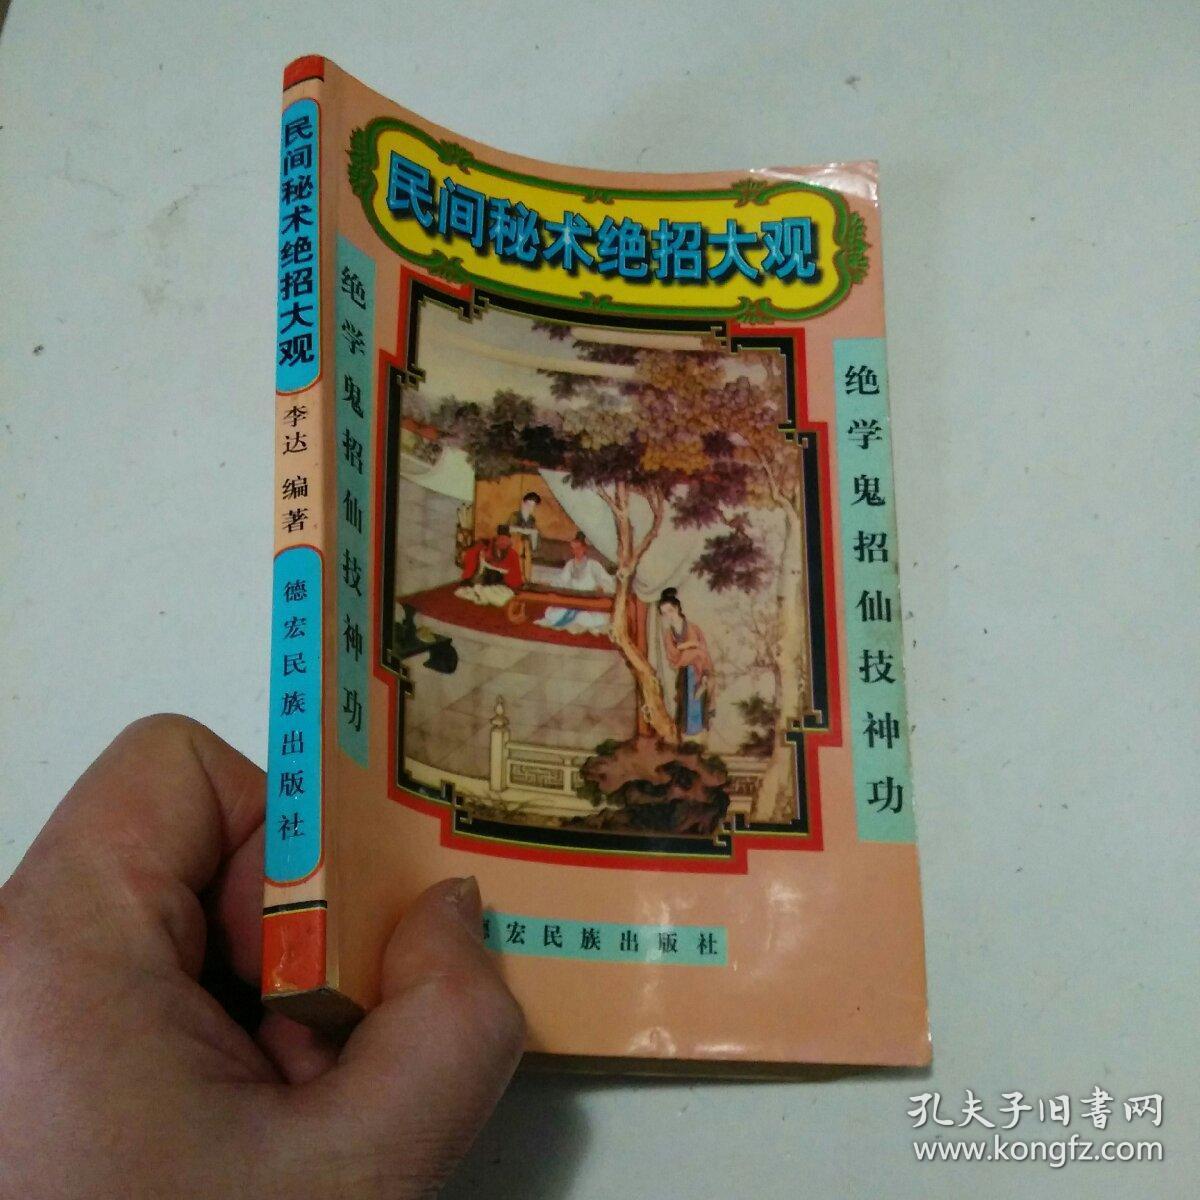 民间秘术绝招大观
李达 编著
德宏民族出版社
民间秘术绝招大观
绝学鬼招仙技神功
绝学鬼招仙技神功
德宏民族出版社
孔夫子旧书网
www.kongfz.com